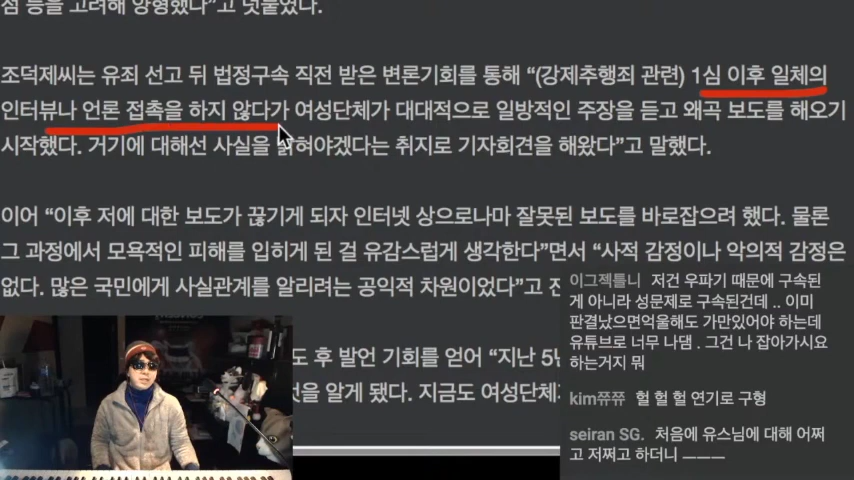 점 등을 고려해 양형했다”고 덧붙였다.
조덕제씨는 유죄 선고 뒤 법정구속 직전 받은 변론기회를 통해 “(강제추행죄 관련) 1심 이후 일체의
인터뷰나 언론 접촉을 하지 않다가 여성단체가 대대적으로 일방적인 주장을 듣고 왜곡 보도를 해오기
시작했다. 거기에 대해선 사실을 밝혀야겠다는 취지로 기자회견을 해왔다”고 말했다.
이어 “이후 저에 대한 보도가 끊기게 되자 인터넷 상으로나마 잘못된 보도를 바로잡으려 했다. 물론
그 과정에서 모욕적인 피해를 입히게 된 걸 유감스럽게 생각한다”면서 “사적 감정이나 악의적 감정은
없다. 많은 국민에게 사실관계를 알리려는 공익적 차원이었다”고
도 후 발언 기회를 얻어 “지난 5년
것을 알게 됐다. 지금도 여성단체
이그젝틀니 저건 우파기 때문에 구속된
게 아니라 성문제로 구속된건데 .. 이미
판결났으면억울해도 가만있어야 하는데
유튜브로 너무 나댐 . 그건 나 잡아가시요
하는거지 뭐
kim쮸쮸 헐 헐 헐 연기로 구형
seiran SG. 처음에 유스님에 대해 어쩌
고 저쩌고 하더니 ㅡㅡㅡ